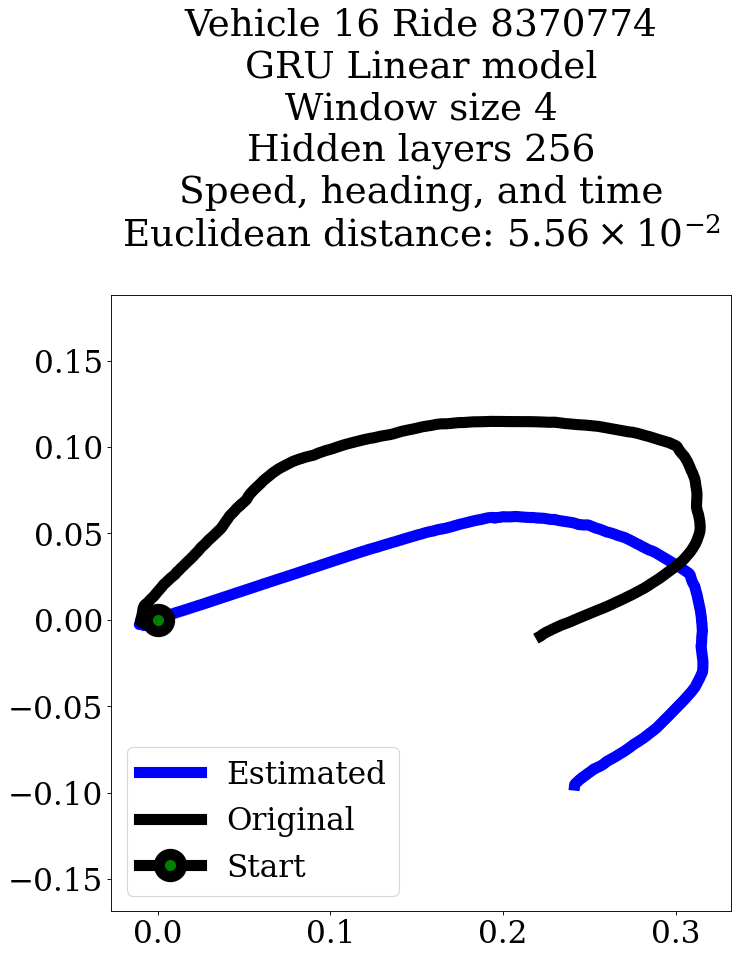 Vehicle 16 Ride 8370774
GRU Linear model
Window size 4
Hidden layers 256
Speed, heading, and time
Euclidean distance: 5.56 × 10⁻²
0.15
0.10
0.05
0.00
−0.05
−0.10
−0.15
Estimated
Original
Start
0.0 0.1 0.2 0.3